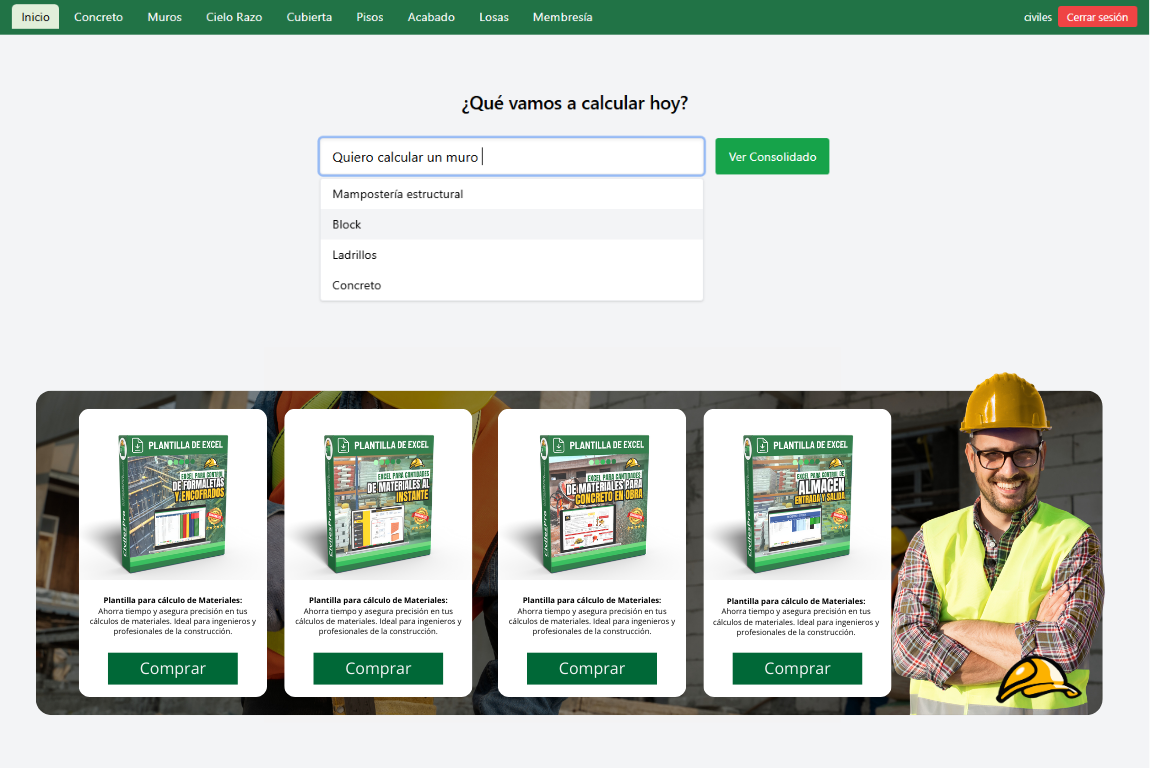 Inicio Concreto Muros Cielo Razo Cubierta Pisos Acabado Losas Membresía civiles Cerrar sesión
¿Qué vamos a calcular hoy?
Quiero calcular un muro
Ver Consolidado
Mampostería estructural
Block
Ladrillos
Concreto
PLANTILLA DE EXCEL
EXCEL PARA CONTROL
DE FORMALETAS
Y ENCOFRADOS
CivilesPro
Plantilla para cálculo de Materiales:
Ahorra tiempo y asegura precisión en tus
cálculos de materiales. Ideal para ingenieros y
profesionales de la construcción.
Comprar
PLANTILLA DE EXCEL
EXCEL PARA CANTIDADES
DE MATERIALES AL
INSTANTE
CivilesPro
Plantilla para cálculo de Materiales:
Ahorra tiempo y asegura precisión en tus
cálculos de materiales. Ideal para ingenieros y
profesionales de la construcción.
Comprar
PLANTILLA DE EXCEL
EXCEL PARA CANTIDADES
DE MATERIALES PARA
CONCRETO EN OBRA
CivilesPro
Plantilla para cálculo de Materiales:
Ahorra tiempo y asegura precisión en tus
cálculos de materiales. Ideal para ingenieros y
profesionales de la construcción.
Comprar
PLANTILLA DE EXCEL
EXCEL PARA CONTROL DE
ALMACEN
ENTRADA Y SALIDA
CivilesPro
Plantilla para cálculo de Materiales:
Ahorra tiempo y asegura precisión en tus
cálculos de materiales. Ideal para ingenieros y
profesionales de la construcción.
Comprar